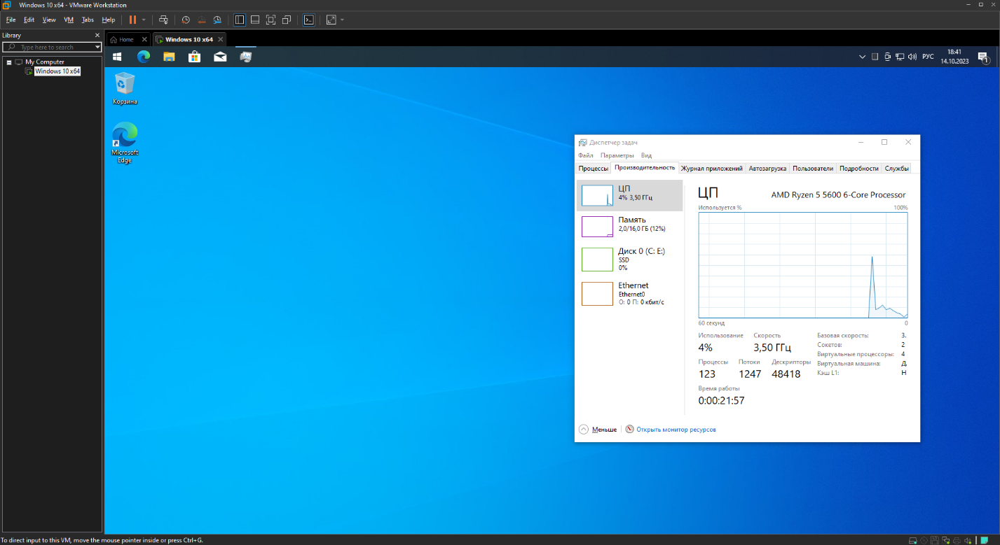 Windows 10 x64 - VMware Workstation
File Edit View VM Tabs Help
Library
Type here to search
My Computer
Windows 10 x64
Home
Windows 10 x64
РУС
18:41
14.10.2023
1
Корзина
Microsoft
Edge
Диспетчер задач
Файл Параметры Вид
Процессы Производительность Журнал приложений Автозагрузка Пользователи Подробности Службы
ЦП
4% 3,50 ГГц
Память
2,0/16,0 ГБ (12%)
Диск 0 (C: E:)
SSD
0%
Ethernet
Ethernet0
О: 0 П: 0 кбит/с
ЦП
AMD Ryzen 5 5600 6-Core Processor
Используется %
100%
60 секунд
0
Использование
4%
Скорость
3,50 ГГц
Процессы
123
Потоки
1247
Дескрипторы
48418
Время работы
0:00:21:57
Базовая скорость: 3.
Сокетов: 2
Виртуальные процессоры: 4
Виртуальная машина: Д
Кэш L1: Н
Меньше
Открыть монитор ресурсов
To direct input to this VM, move the mouse pointer inside or press Ctrl+G.